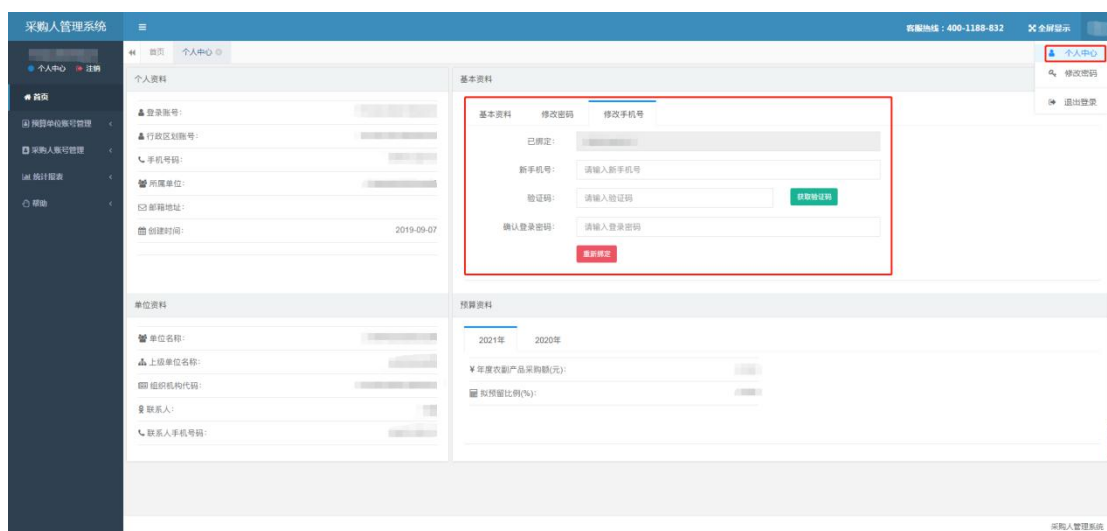 采购人管理系统
客服热线：400-1188-832
全屏显示
首页
个人中心
个人中心
注销
个人中心
修改密码
退出登录
首页
预算单位账号管理
采购人账号管理
统计报表
帮助
个人资料
登录账号:
行政区划账号:
手机号码:
所属单位:
邮箱地址:
创建时间:
2019-09-07
基本资料
基本资料
修改密码
修改手机号
已绑定:
新手机号:
请输入新手机号
验证码:
请输入验证码
获取验证码
确认登录密码:
请输入登录密码
重新绑定
单位资料
单位名称:
上级单位名称:
组织机构代码:
联系人:
联系人手机号码:
预算资料
2021年
2020年
¥ 年度农副产品采购额(元):
拟预留比例(%):
采购人管理系统